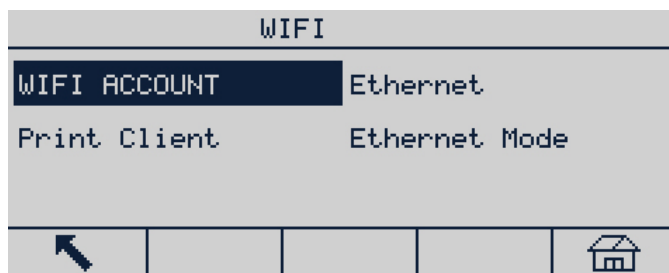 WIFI
WIFI ACCOUNT
Ethernet
Print Client
Ethernet Mode